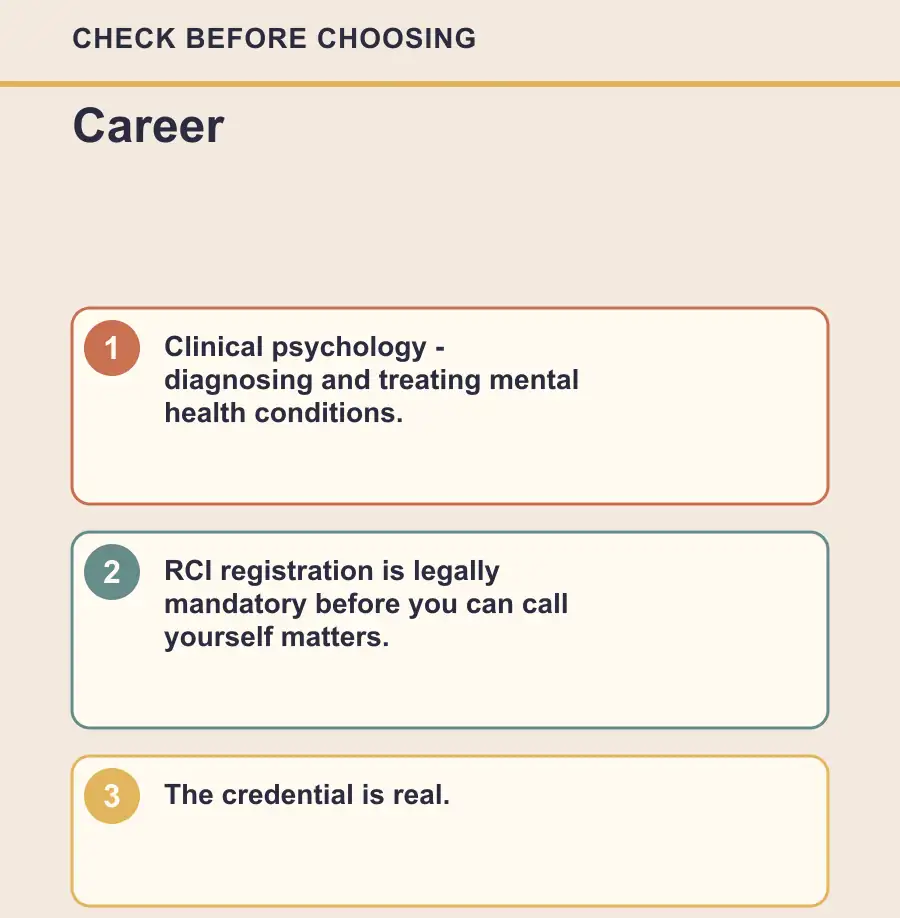 CHECK BEFORE CHOOSING
Career
1
Clinical psychology -
diagnosing and treating mental
health conditions.
2
RCI registration is legally
mandatory before you can call
yourself matters.
3
The credential is real.